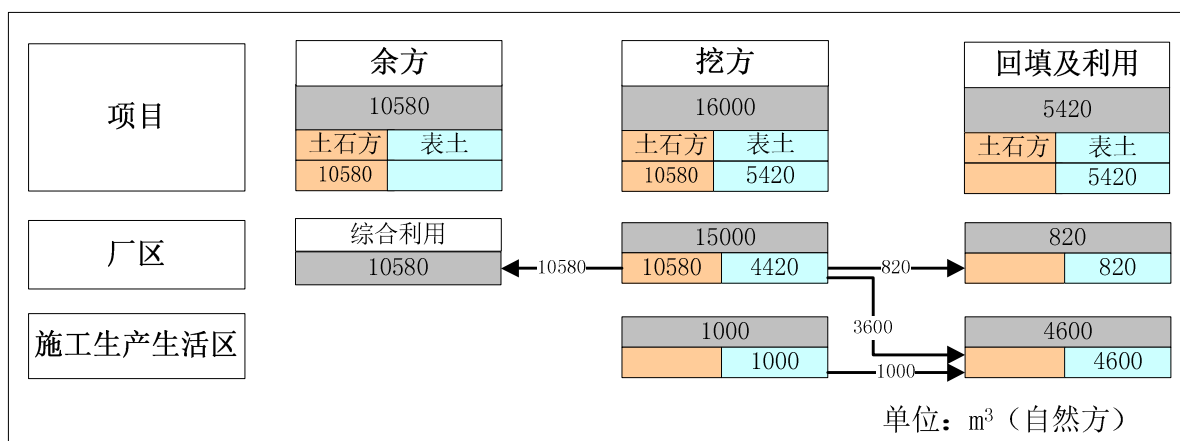 项目
余方
10580
土石方 表土
10580
挖方
16000
土石方 表土
10580 5420
回填及利用
5420
土石方 表土
5420
厂区
综合利用
10580
10580
15000
10580 4420
820
820
820
3600
施工生产生活区
1000
1000
1000
4600
4600
单位：m³（自然方）